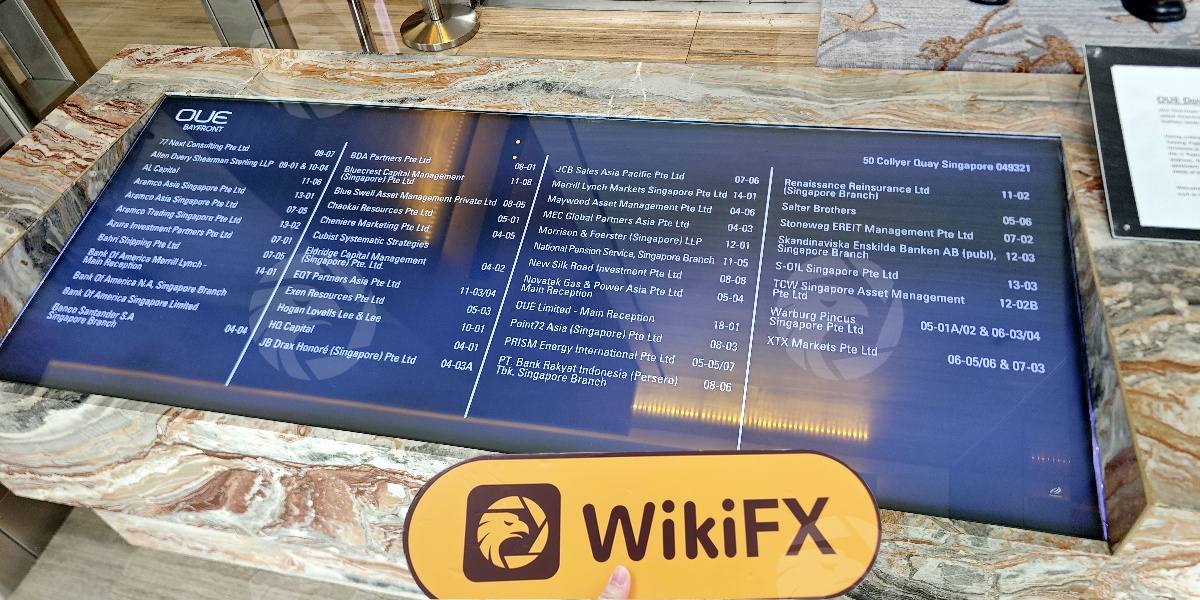 OUE
BAYFRONT
50 Collyer Quay Singapore 049321
77 Next Consulting Pte Ltd 08-07
Allen Overy Shearman Sterling LLP 09-01 & 10-04
AL Capital 11-06
Aramco Asia Singapore Pte Ltd 13-01
Aramco Asia Singapore Pte Ltd 07-05
Aramco Trading Singapore Pte Ltd 13-02
Azura Investment Partners Pte Ltd 07-01
Bahri Shipping Pte Ltd 07-05
Bank Of America Merrill Lynch -
Main Reception 14-01
Bank Of America N.A, Singapore Branch
Bank Of America Singapore Limited
Banco Santander S.A
Singapore Branch 04-04
BDA Partners Pte Ltd 08-01
Bluecrest Capital Management
(Singapore) Pte Ltd 11-08
Blue Swell Asset Management Private Ltd 08-05
Chaokai Resources Pte Ltd 05-01
Cheniere Marketing Pte Ltd 04-05
Cubist Systematic Strategies
Eldridge Capital Management
(Singapore) Pte. Ltd. 04-02
EQT Partners Asia Pte Ltd 11-03/04
Exen Resources Pte Ltd 05-03
Hogan Lovells Lee & Lee 10-01
HQ Capital 04-01
JB Drax Honoré (Singapore) Pte Ltd 04-03A
JCB Sales Asia Pacific Pte Ltd 07-06
Merrill Lynch Markets Singapore Pte Ltd 14-01
Maywood Asset Management Pte Ltd 04-06
MEC Global Partners Asia Pte Ltd 04-03
Morrison & Foerster (Singapore) LLP 12-01
National Pension Service, Singapore Branch 11-05
New Silk Road Investment Pte Ltd 08-08
Novatek Gas & Power Asia Pte Ltd
Main Reception 05-04
OUE Limited - Main Reception 18-01
Point72 Asia (Singapore) Pte Ltd 08-03
PRISM Energy International Pte Ltd 05-05/07
PT. Bank Rakyat Indonesia (Persero)
Tbk. Singapore Branch 08-06
Renaissance Reinsurance Ltd
(Singapore Branch) 11-02
Salter Brothers 05-06
Stoneweg EREIT Management Pte Ltd 07-02
Skandinaviska Enskilda Banken AB (publ),
Singapore Branch 12-03
S-OIL Singapore Pte Ltd 13-03
TCW Singapore Asset Management
Pte Ltd 12-02B
Warburg Pincus
Singapore Pte Ltd 05-01A/02 & 06-03/04
XTX Markets Pte Ltd 06-05/06 & 07-03
WikiFX